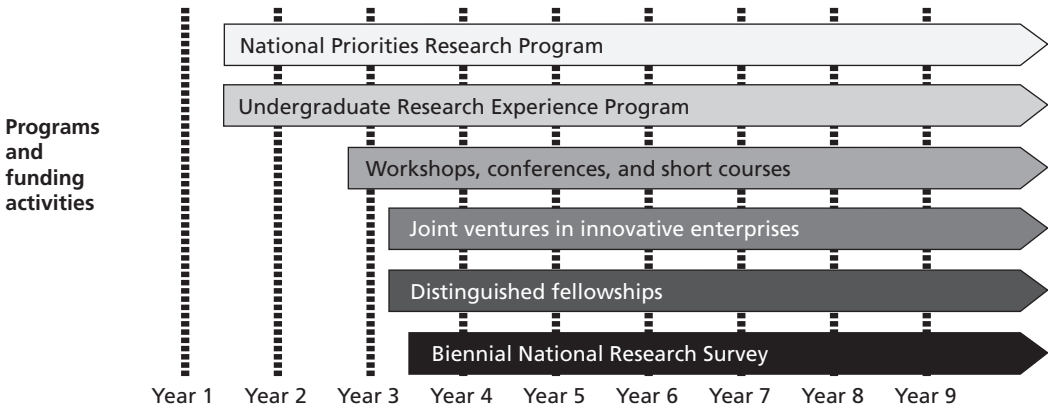 National Priorities Research Program
Undergraduate Research Experience Program
Programs
and
funding
activities
Workshops, conferences, and short courses
Joint ventures in innovative enterprises
Distinguished fellowships
Biennial National Research Survey
Year 1 Year 2 Year 3 Year 4 Year 5 Year 6 Year 7 Year 8 Year 9